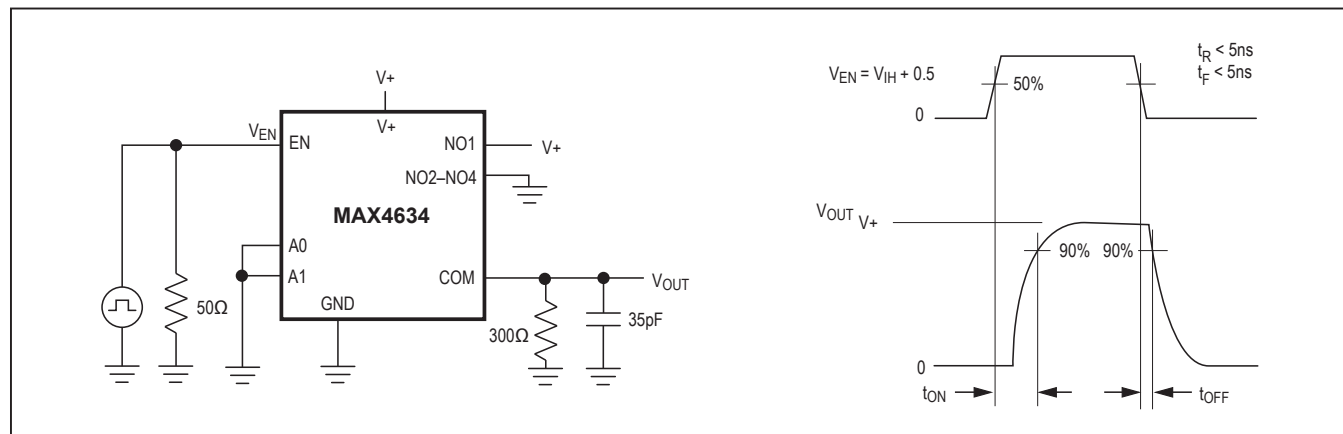 V+
V+
VEN
EN
NO1
V+
NO2–NO4
MAX4634
A0
A1
COM
VOUT
GND
50Ω
300Ω
35pF
VEN = VIH + 0.5
0
50%
tR < 5ns
tF < 5ns
VOUT V+
90% 90%
0
tON
tOFF